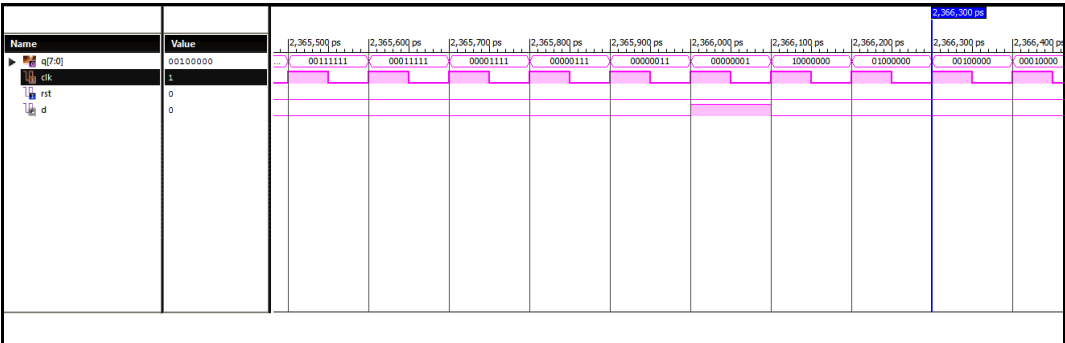 2,366,300 ps
Name Value 2,365,500 ps 2,365,600 ps 2,365,700 ps 2,365,800 ps 2,365,900 ps 2,366,000 ps 2,366,100 ps 2,366,200 ps 2,366,300 ps 2,366,400 ps
q[7:0] 00100000 ... 00111111 00011111 00001111 00000111 00000011 00000001 10000000 01000000 00100000 00010000
clk 1
rst 0
d 0